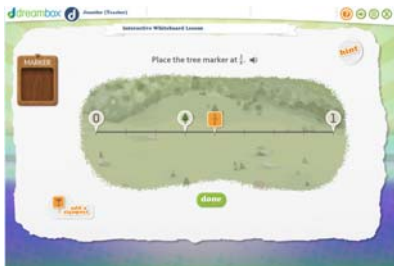 dreambox
Interactive Whiteboard Lesson
hint
MARKER
Place the tree marker at
0
1
done